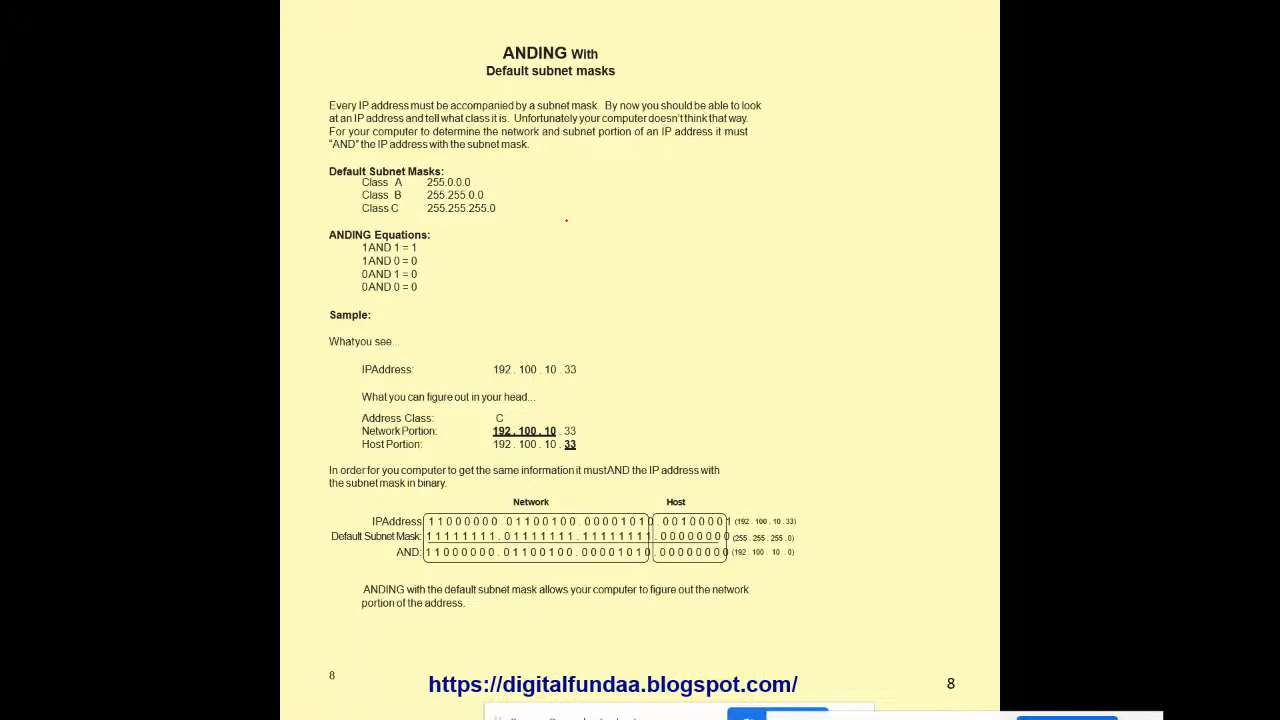 ANDING With
Default subnet masks
Every IP address must be accompanied by a subnet mask. By now you should be able to look
at an IP address and tell what class it is. Unfortunately your computer doesn't think that way.
For your computer to determine the network and subnet portion of an IP address it must
"AND" the IP address with the subnet mask.
Default Subnet Masks:
Class A 255.0.0.0
Class B 255.255.0.0
Class C 255.255.255.0
ANDING Equations:
1 AND 1 = 1
1 AND 0 = 0
0 AND 1 = 0
0 AND 0 = 0
Sample:
What you see...
IP Address: 192 . 100 . 10 . 33
What you can figure out in your head...
Address Class: C
Network Portion: 192 . 100 . 10 . 33
Host Portion: 192 . 100 . 10 . 33
In order for you computer to get the same information it must AND the IP address with
the subnet mask in binary.
Network Host
IP Address: 1 1 0 0 0 0 0 0 . 0 1 1 0 0 1 0 0 . 0 0 0 0 1 0 1 0 . 0 0 1 0 0 0 0 1 (192 . 100 . 10 . 33)
Default Subnet Mask: 1 1 1 1 1 1 1 1 . 0 1 1 1 1 1 1 1 . 1 1 1 1 1 1 1 1 . 0 0 0 0 0 0 0 0 (255 . 255 . 255 . 0)
AND: 1 1 0 0 0 0 0 0 . 0 1 1 0 0 1 0 0 . 0 0 0 0 1 0 1 0 . 0 0 0 0 0 0 0 0 (192 . 100 . 10 . 0)
ANDING with the default subnet mask allows your computer to figure out the network
portion of the address.
8
https://digitalfundaa.blogspot.com/
8